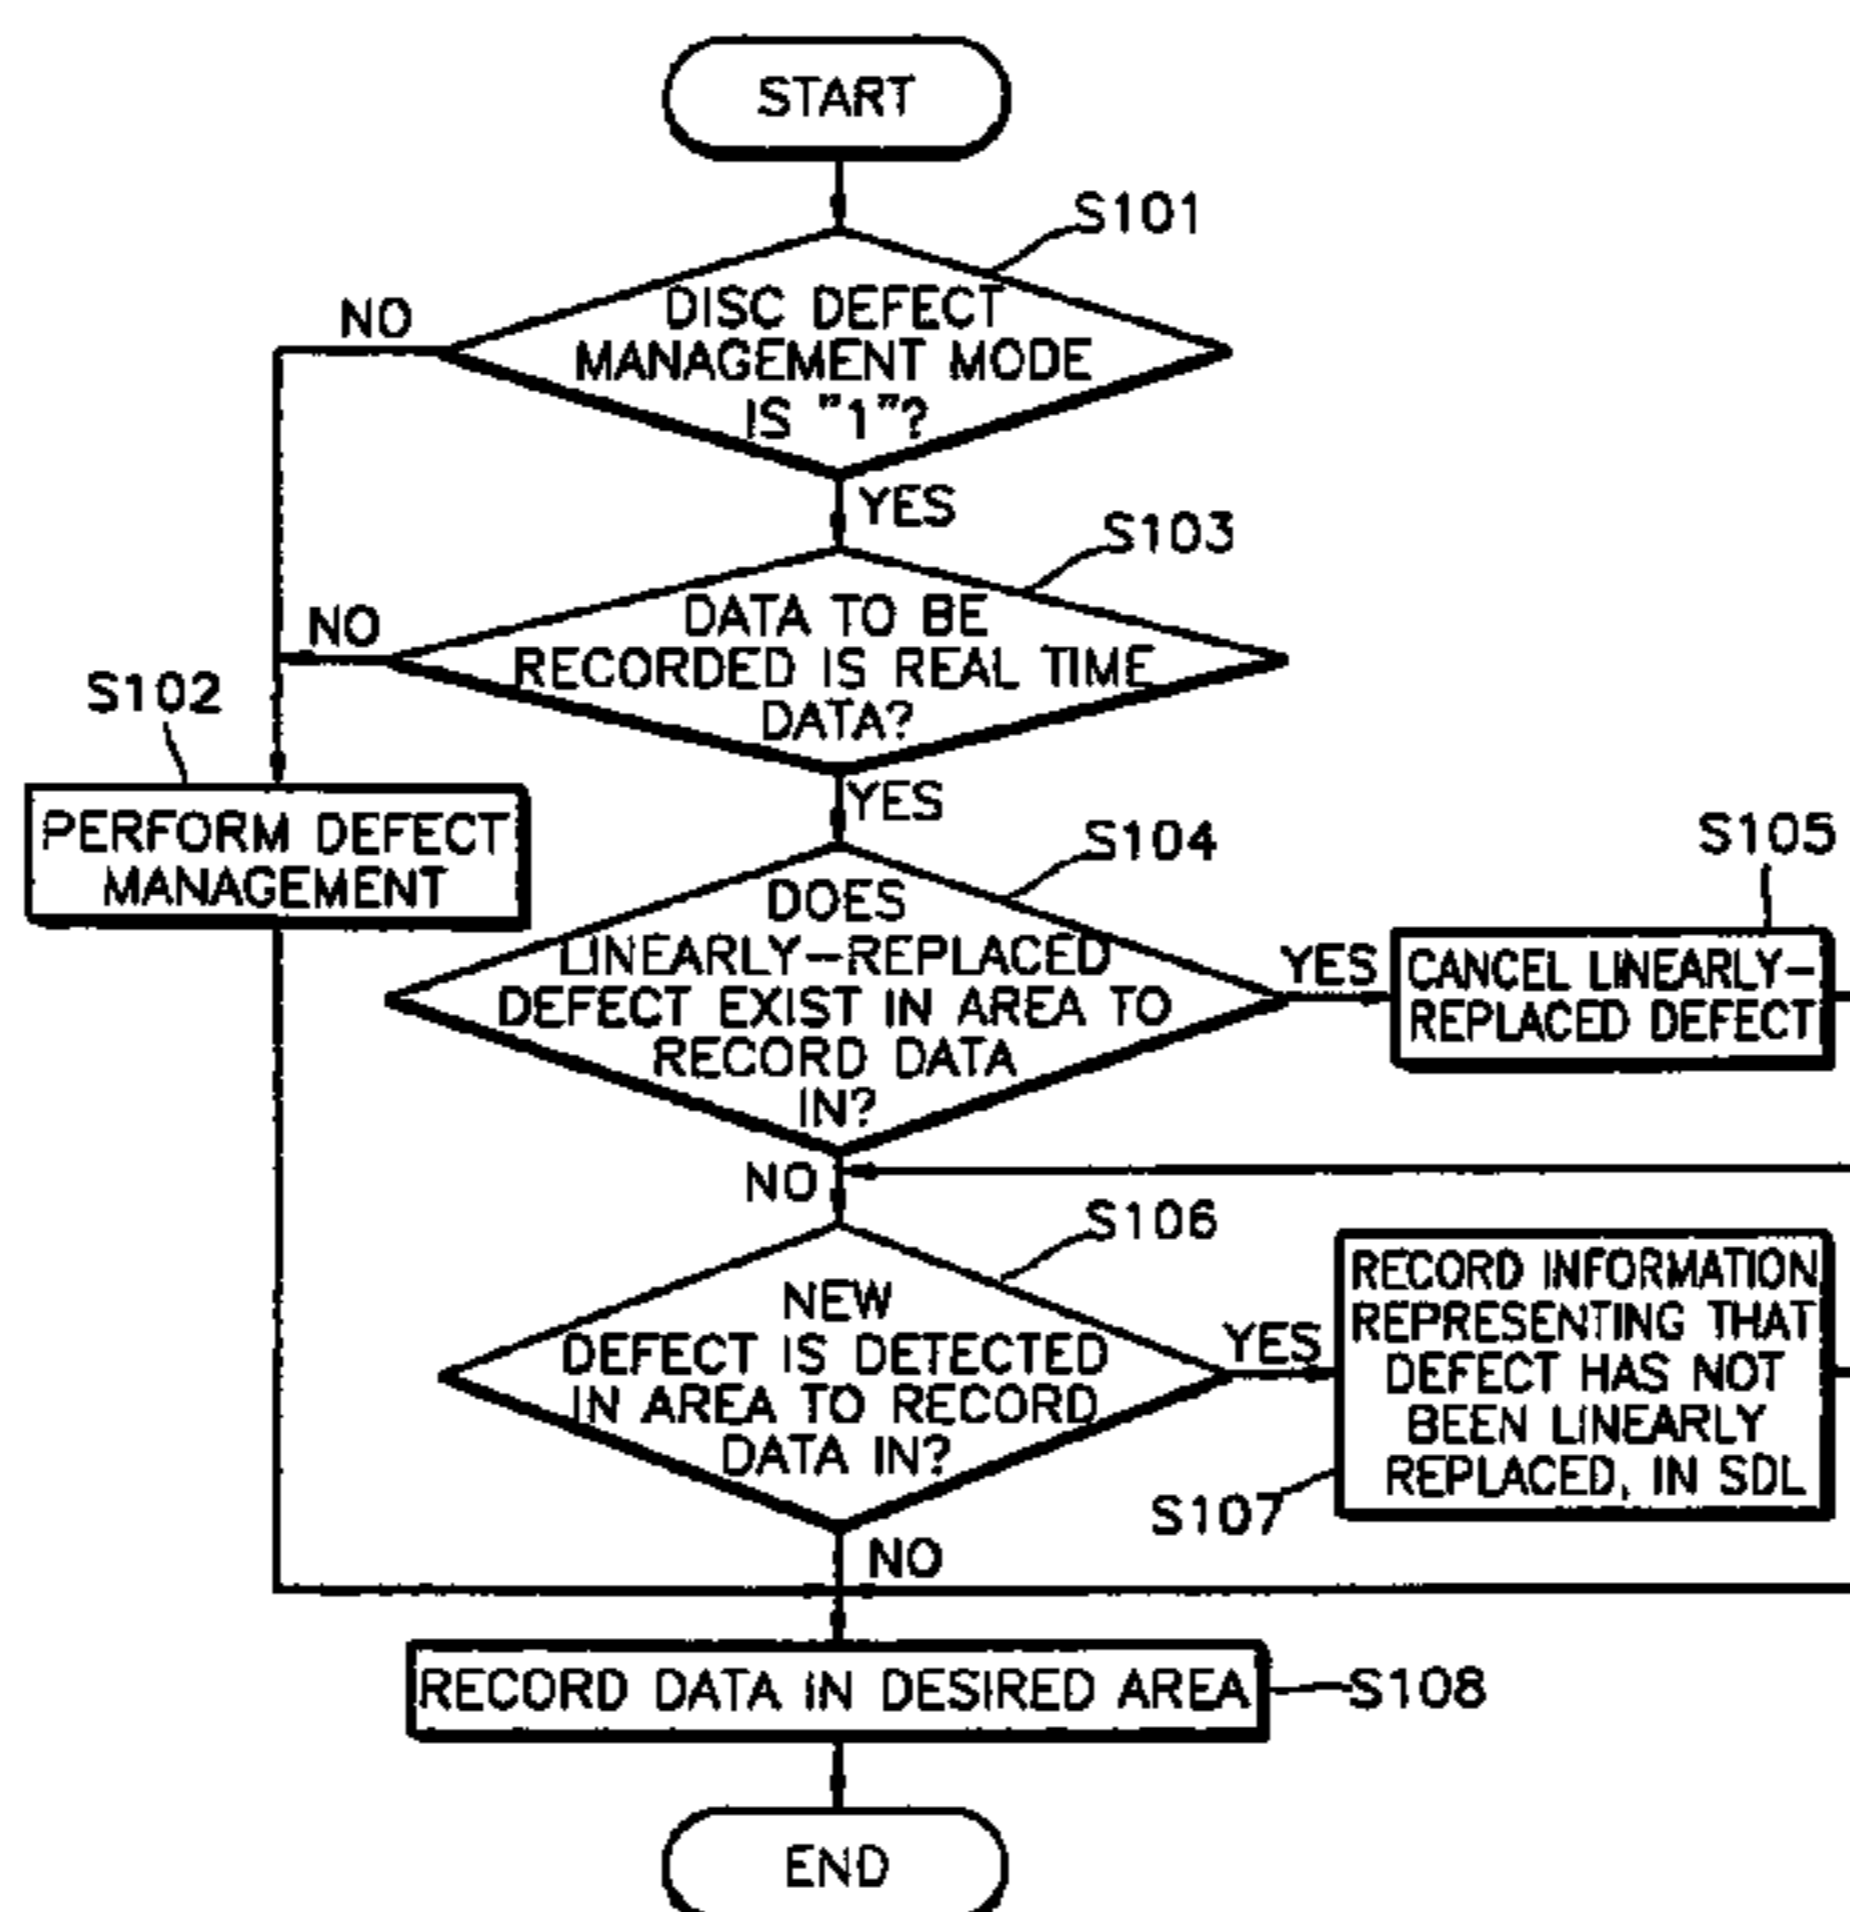 START
S101
DISC DEFECT
MANAGEMENT MODE
IS "1"?
NO
YES
S103
DATA TO BE
RECORDED IS REAL TIME
DATA?
NO
YES
S102
PERFORM DEFECT
MANAGEMENT
S104
DOES
LINEARLY-REPLACED
DEFECT EXIST IN AREA TO
RECORD DATA
IN?
YES
S105
CANCEL LINEARLY-
REPLACED DEFECT
NO
S106
NEW
DEFECT IS DETECTED
IN AREA TO RECORD
DATA IN?
YES
RECORD INFORMATION
REPRESENTING THAT
DEFECT HAS NOT
BEEN LINEARLY
REPLACED, IN SDL
S107
NO
RECORD DATA IN DESIRED AREA
S108
END